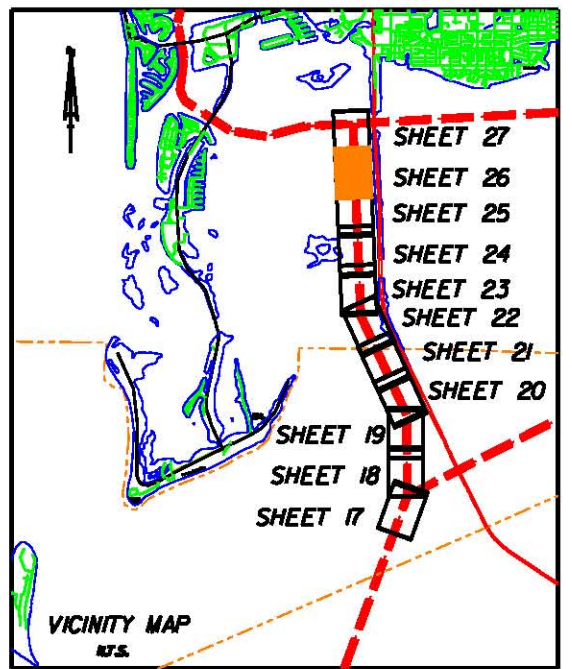 SHEET 27
SHEET 26
SHEET 25
SHEET 24
SHEET 23
SHEET 22
SHEET 21
SHEET 20
SHEET 19
SHEET 18
SHEET 17
VICINITY MAP
N.T.S.